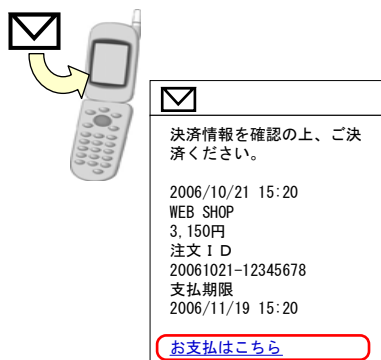 決済情報を確認の上、ご決
済ください。
2006/10/21 15:20
WEB SHOP
3,150円
注文ＩＤ
20061021-12345678
支払期限
2006/11/19 15:20
お支払はこちら